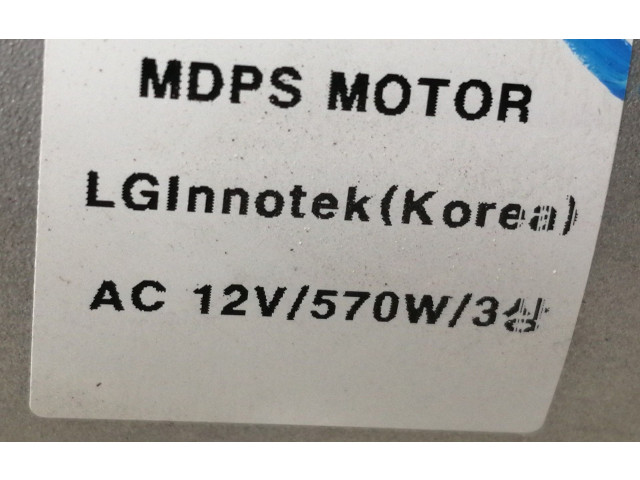 MDPS MOTOR
LGInnotek(Korea)
AC 12V/570W/3상